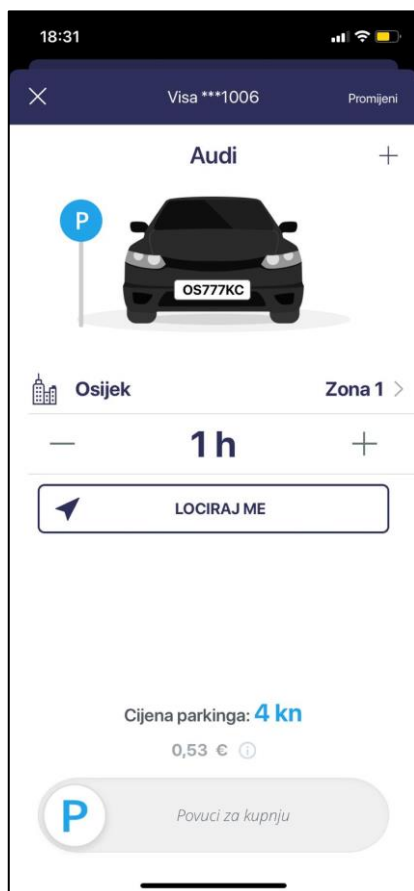 18:31
Visa ***1006 Promijeni
Audi
P
OS777KC
Osijek Zona 1
1 h
LOCIRAJ ME
Cijena parkinga: 4 kn
0,53 €
P Povuci za kupnju